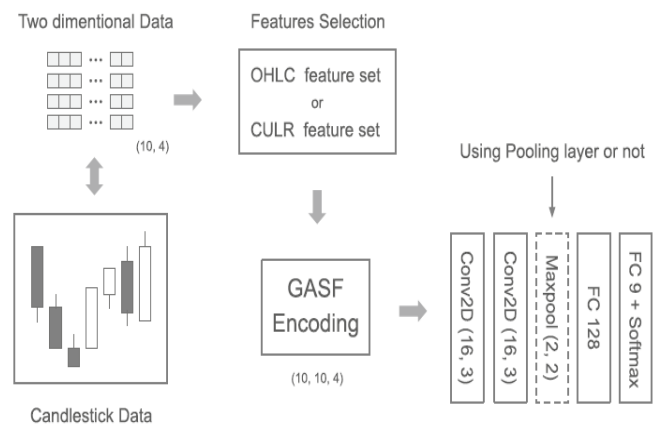 Two dimentional Data
Features Selection
OHLC feature set
or
CULR feature set
(10, 4)
Using Pooling layer or not
GASF
Encoding
(10, 10, 4)
Conv2D (16, 3)
Conv2D (16, 3)
Maxpool (2, 2)
FC 128
FC 9 + Softmax
Candlestick Data